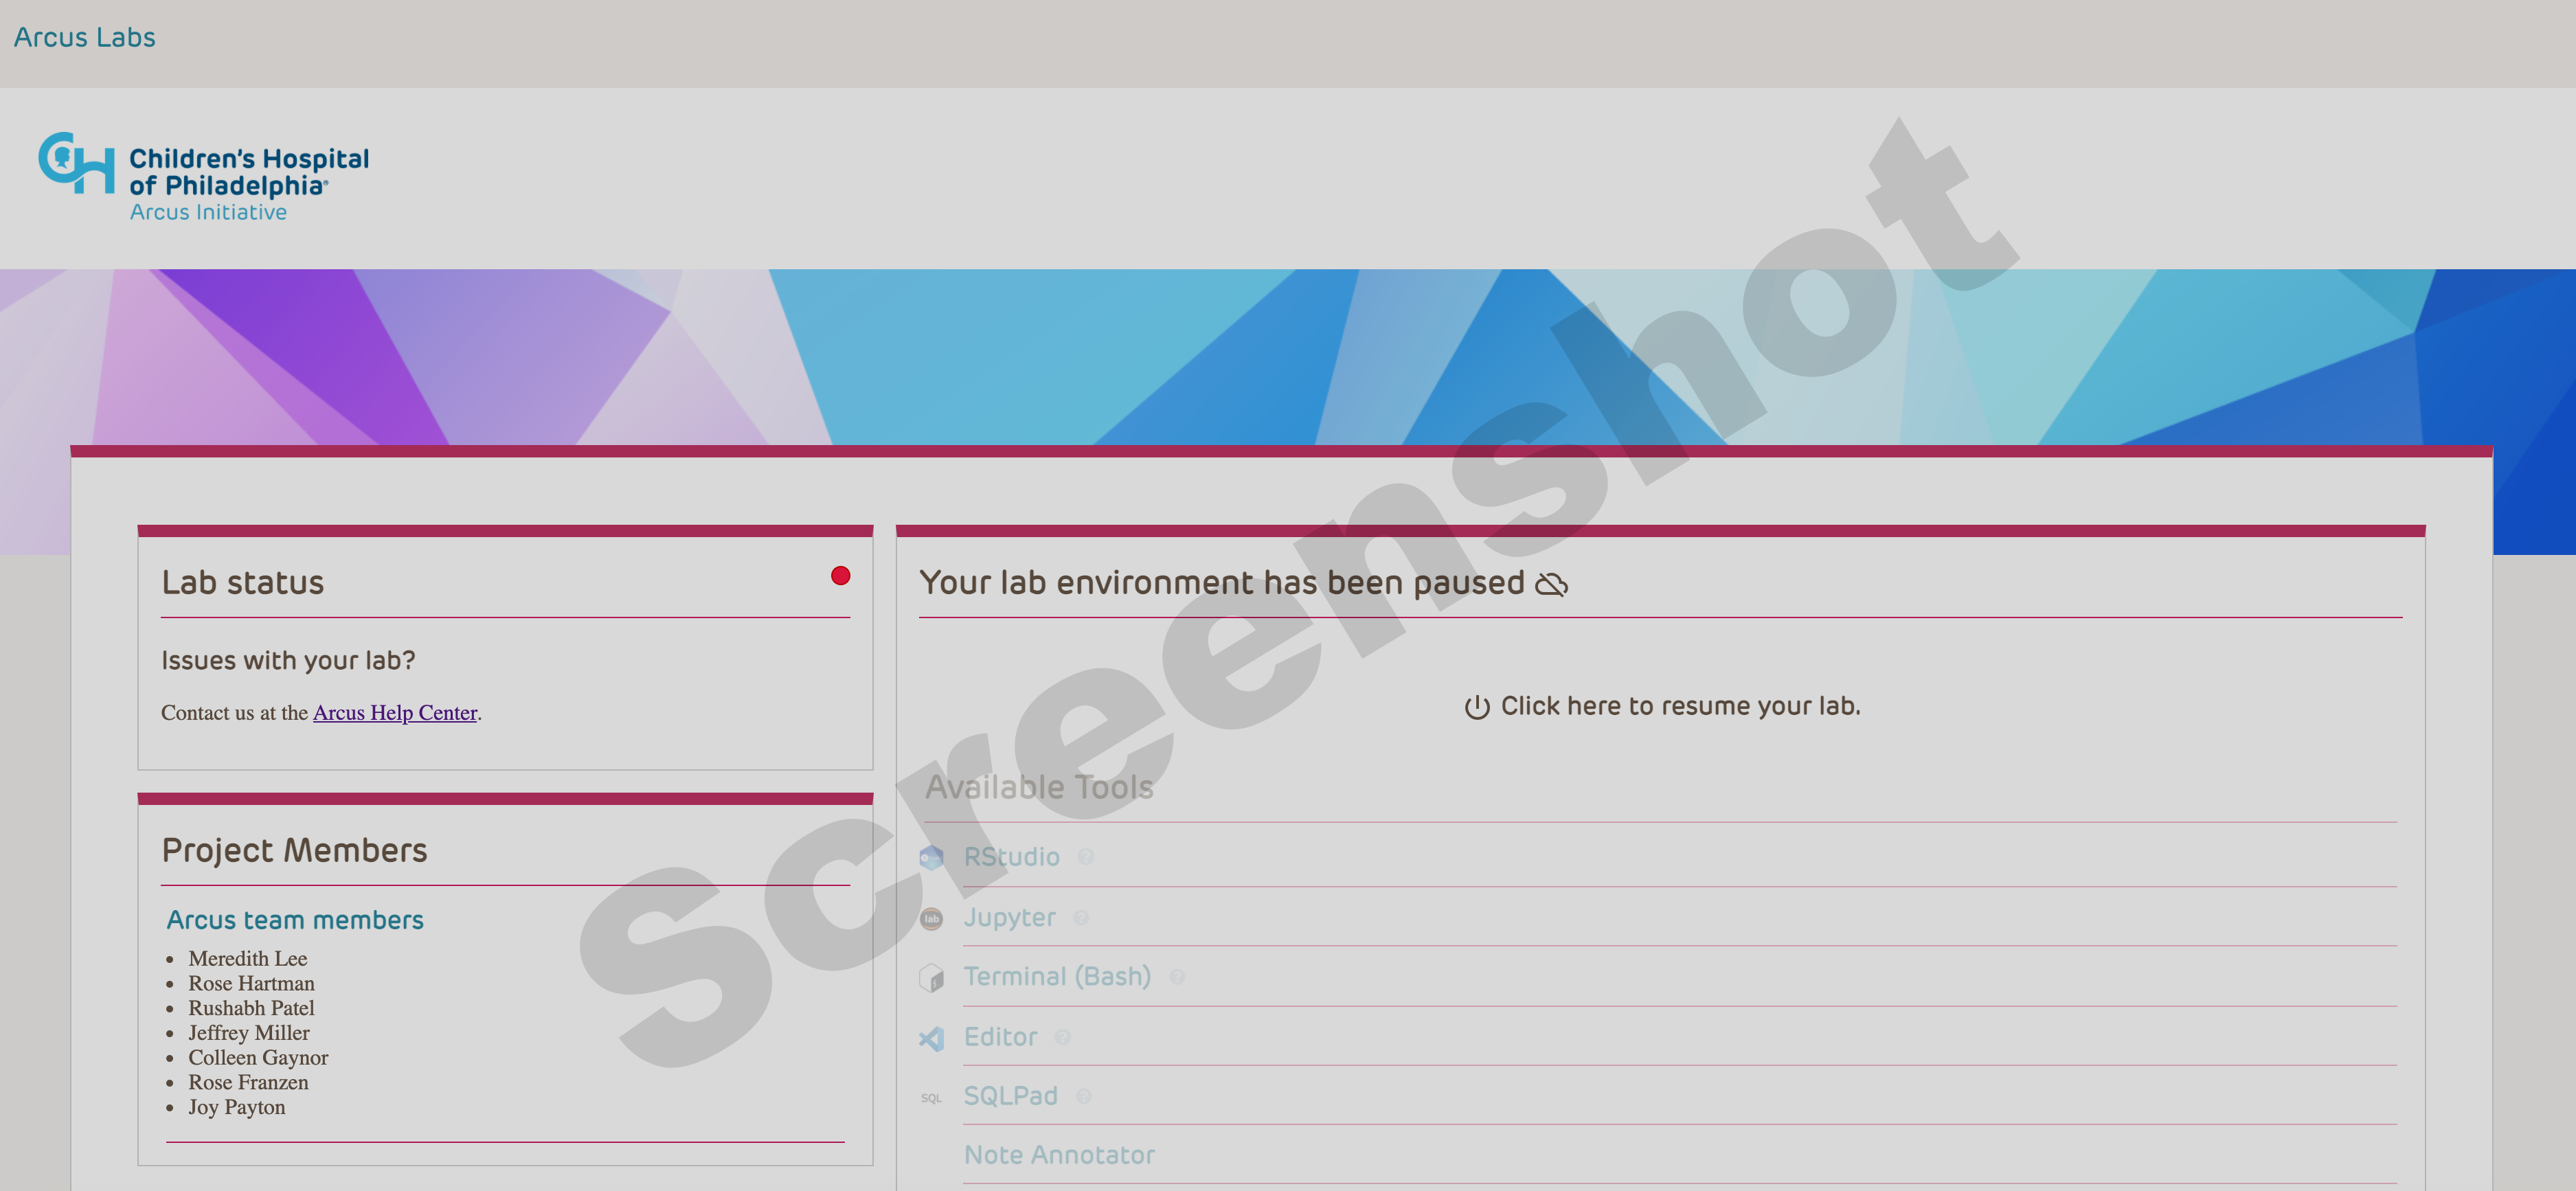 Arcus Labs
Children's Hospital
of Philadelphia®
Arcus Initiative
Lab status
Issues with your lab?
Contact us at the Arcus Help Center.
Project Members
Arcus team members
Meredith Lee
Rose Hartman
Rushabh Patel
Jeffrey Miller
Colleen Gaynor
Rose Franzen
Joy Payton
Your lab environment has been paused
Click here to resume your lab.
Available Tools
RStudio ?
lab Jupyter ?
Terminal (Bash) ?
Editor ?
SQL SQLPad ?
Note Annotator
Screenshot